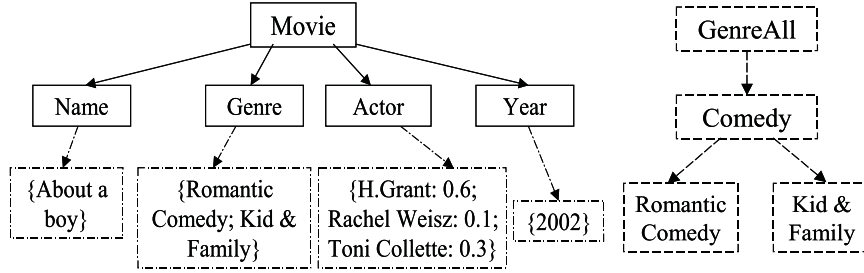 Movie
Name
Genre
Actor
Year
{About a
boy}
{Romantic
Comedy; Kid &
Family}
{H.Grant: 0.6;
Rachel Weisz: 0.1;
Toni Collette: 0.3}
{2002}
GenreAll
Comedy
Romantic
Comedy
Kid &
Family